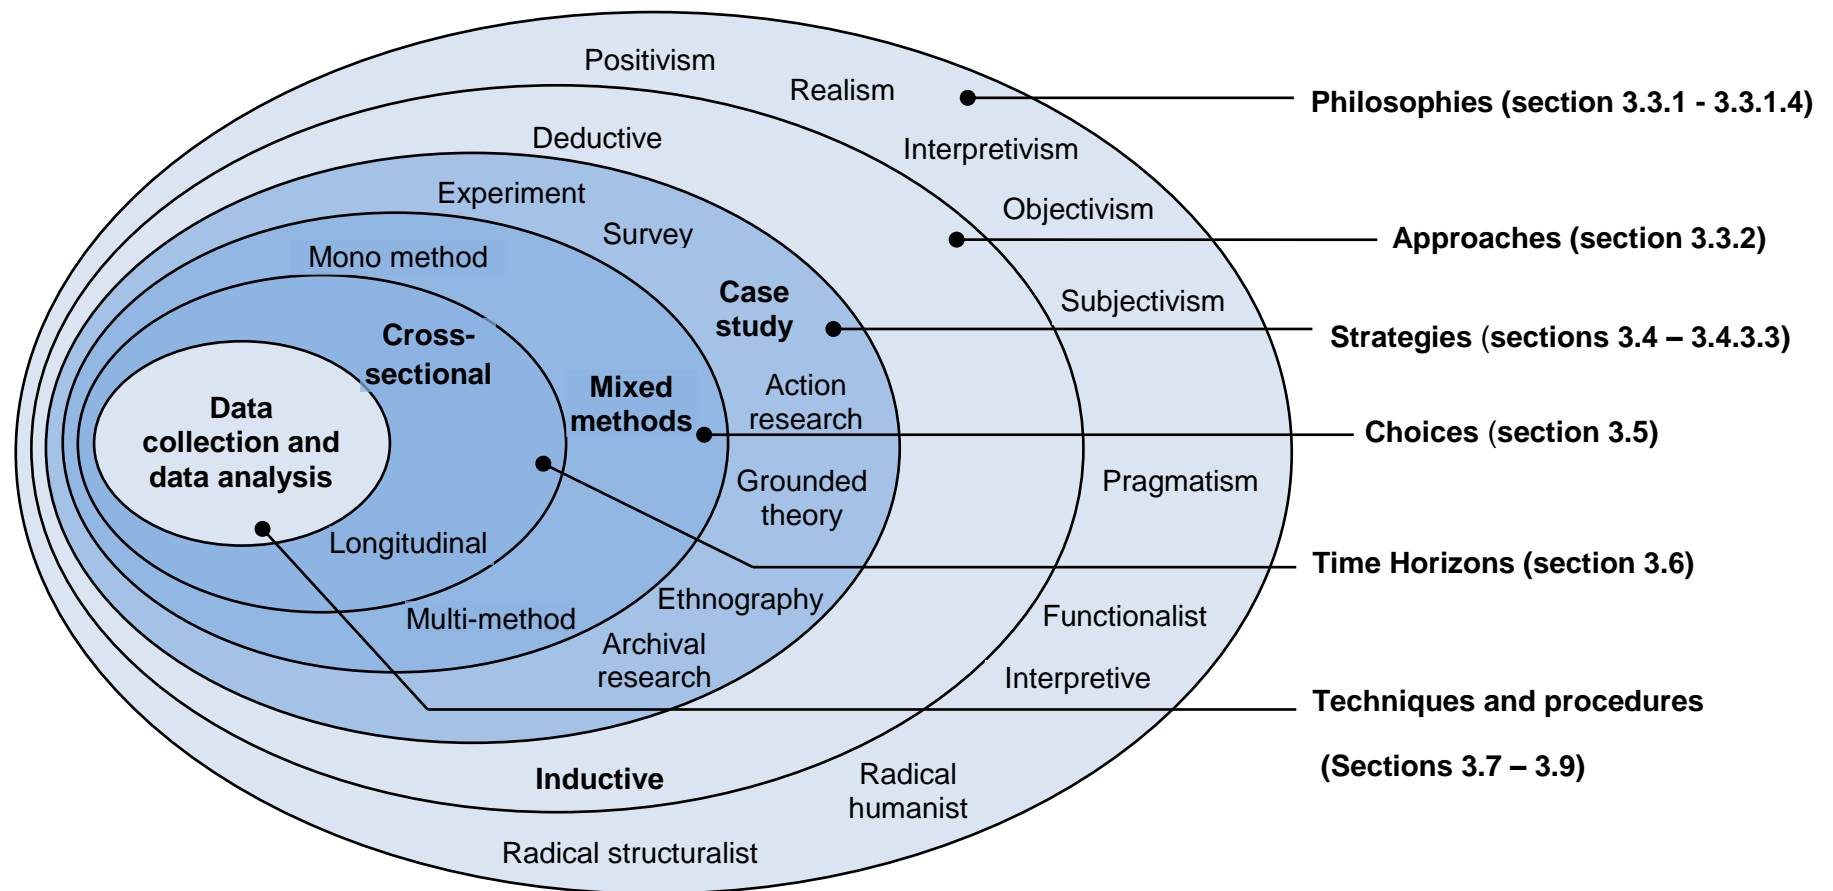 Positivism
Realism
Philosophies (section 3.3.1 - 3.3.1.4)
Deductive
Interpretivism
Experiment
Objectivism
Survey
Approaches (section 3.3.2)
Mono method
Case
study
Subjectivism
Cross-
sectional
Strategies (sections 3.4 – 3.4.3.3)
Mixed
methods
Action
research
Data
collection and
data analysis
Choices (section 3.5)
Grounded
theory
Pragmatism
Longitudinal
Time Horizons (section 3.6)
Ethnography
Multi-method
Functionalist
Archival
research
Interpretive
Techniques and procedures
(Sections 3.7 – 3.9)
Inductive
Radical
humanist
Radical structuralist